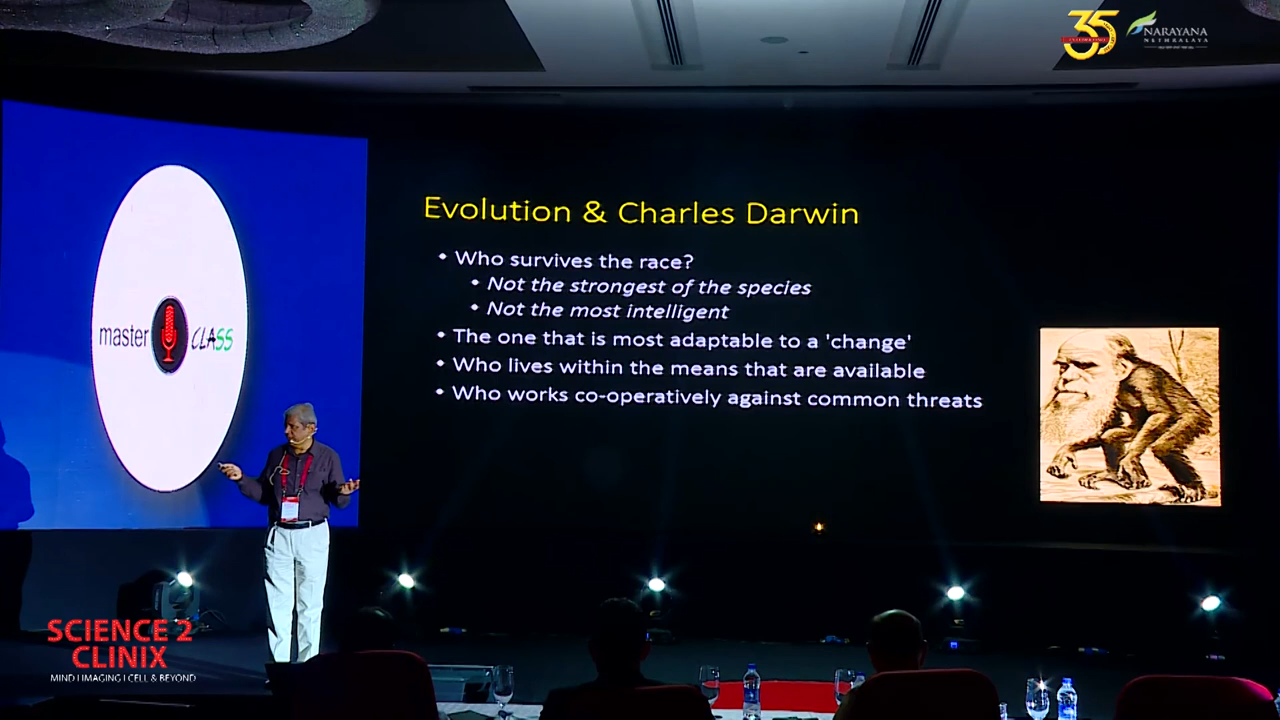 35
NARAYANA
NETHRALAYA
Evolution & Charles Darwin
• Who survives the race?
• Not the strongest of the species
• Not the most intelligent
• The one that is most adaptable to a 'change'
• Who lives within the means that are available
• Who works co-operatively against common threats
master CLASS
SCIENCE 2
CLINIX
MIND I IMAGING I CELL & BEYOND